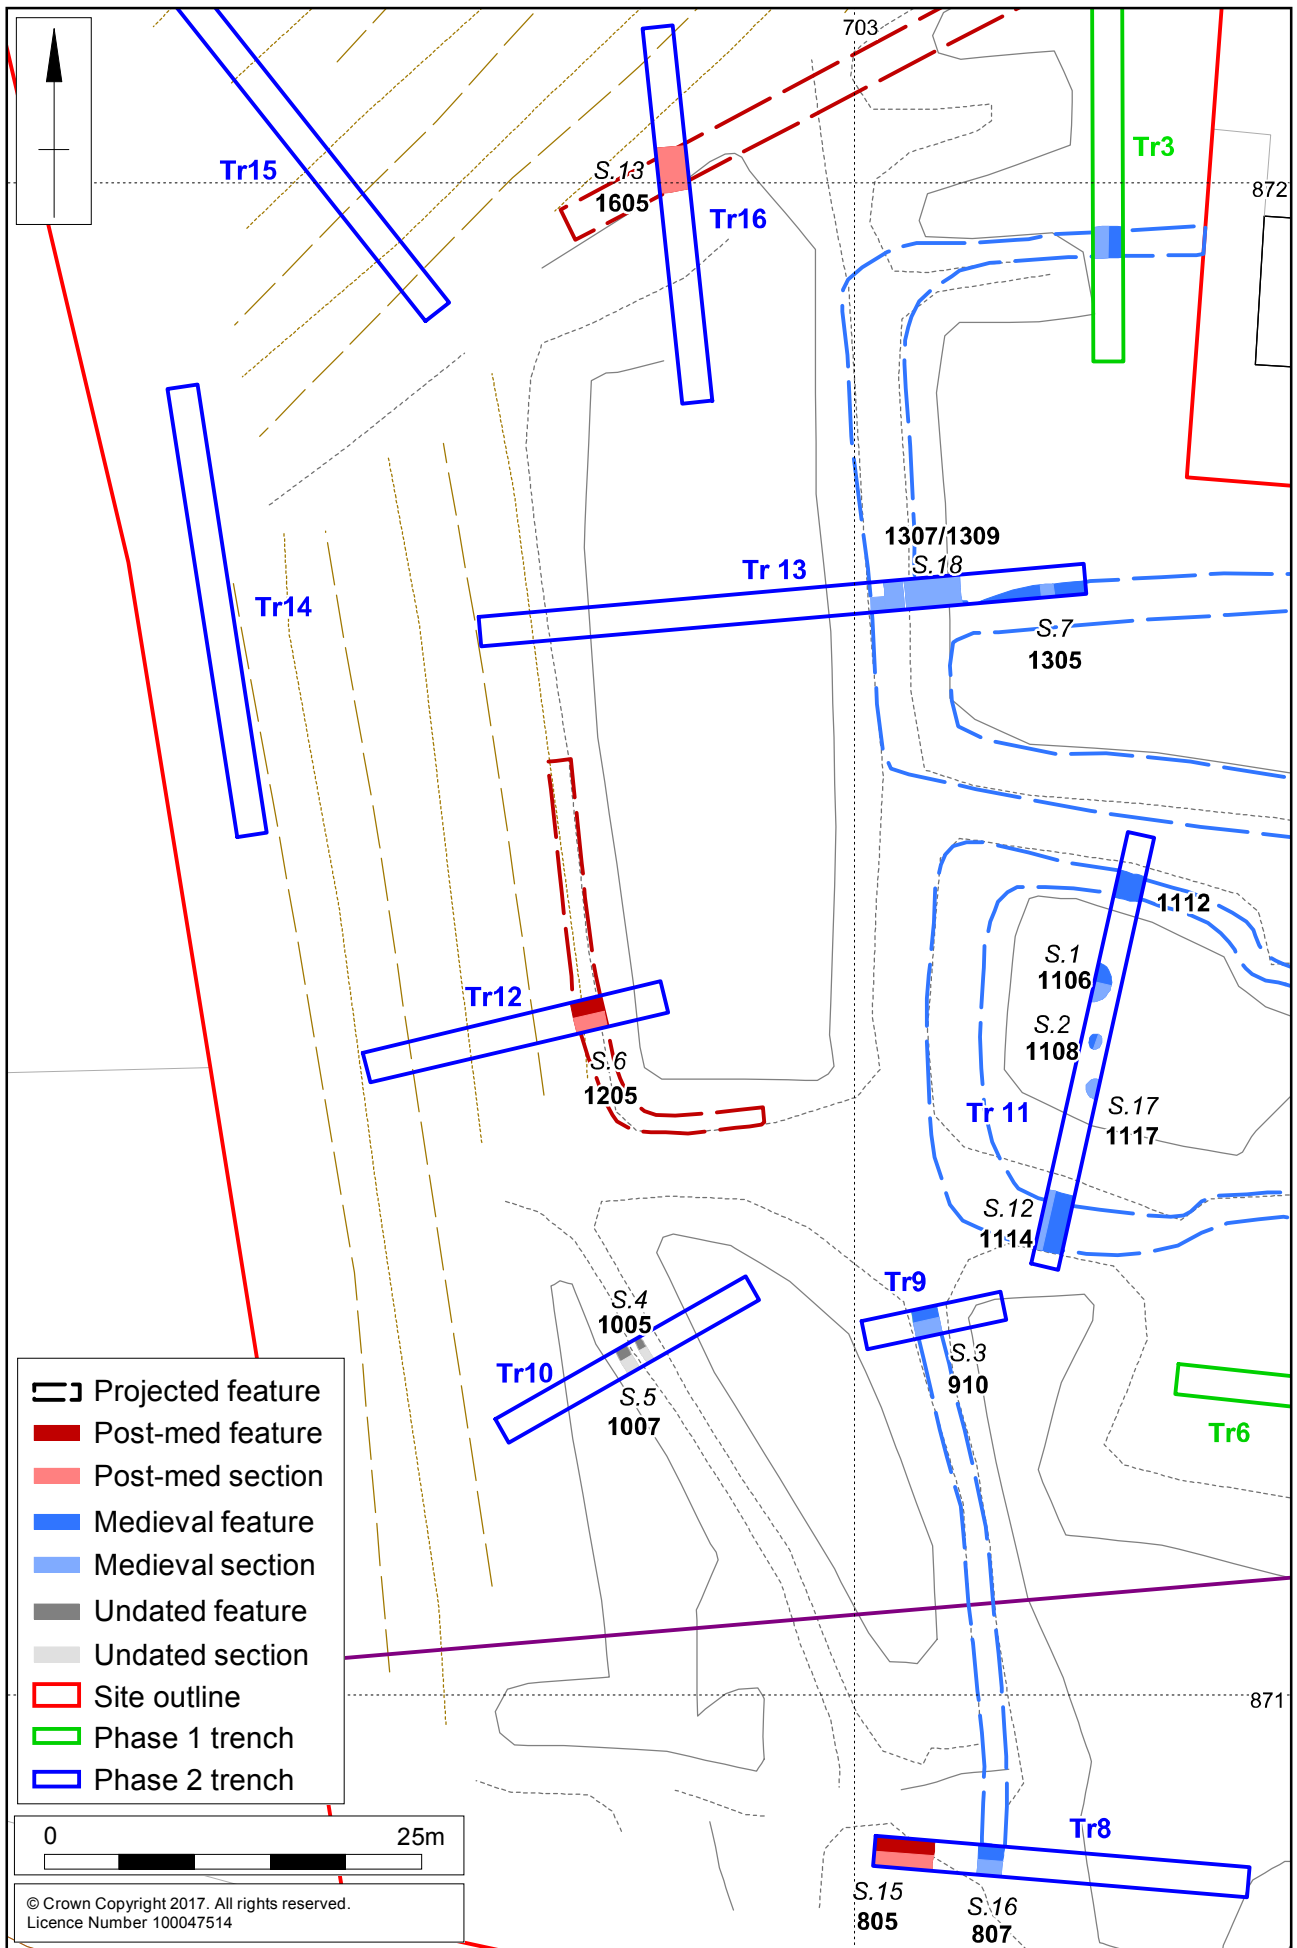 703
Tr3
Tr15
S.13
872
1605
Tr16
1307/1309
S.18
Tr 13
Tr14
S.7
1305
1112
S.1
1106
Tr12
S.2
1108
S.6
1205
Tr 11
S.17
1117
S.12
1114
Tr9
S.4
1005
S.3
910
Tr10
S.5
1007
Tr6
Projected feature
Post-med feature
Post-med section
Medieval feature
Medieval section
Undated feature
Undated section
Site outline
Phase 1 trench
Phase 2 trench
871
0 25m
Tr8
S.15
805
S.16
807
© Crown Copyright 2017. All rights reserved.
Licence Number 100047514